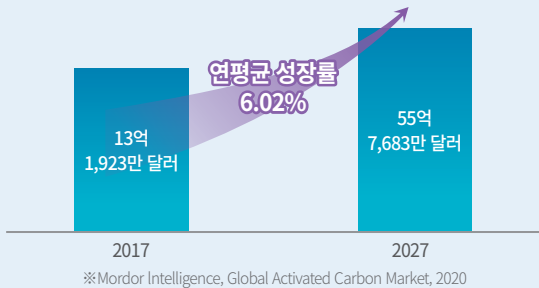 연평균 성장률
6.02%
13억
1,923만 달러
55억
7,683만 달러
2017
2027
※Mordor Intelligence, Global Activated Carbon Market, 2020